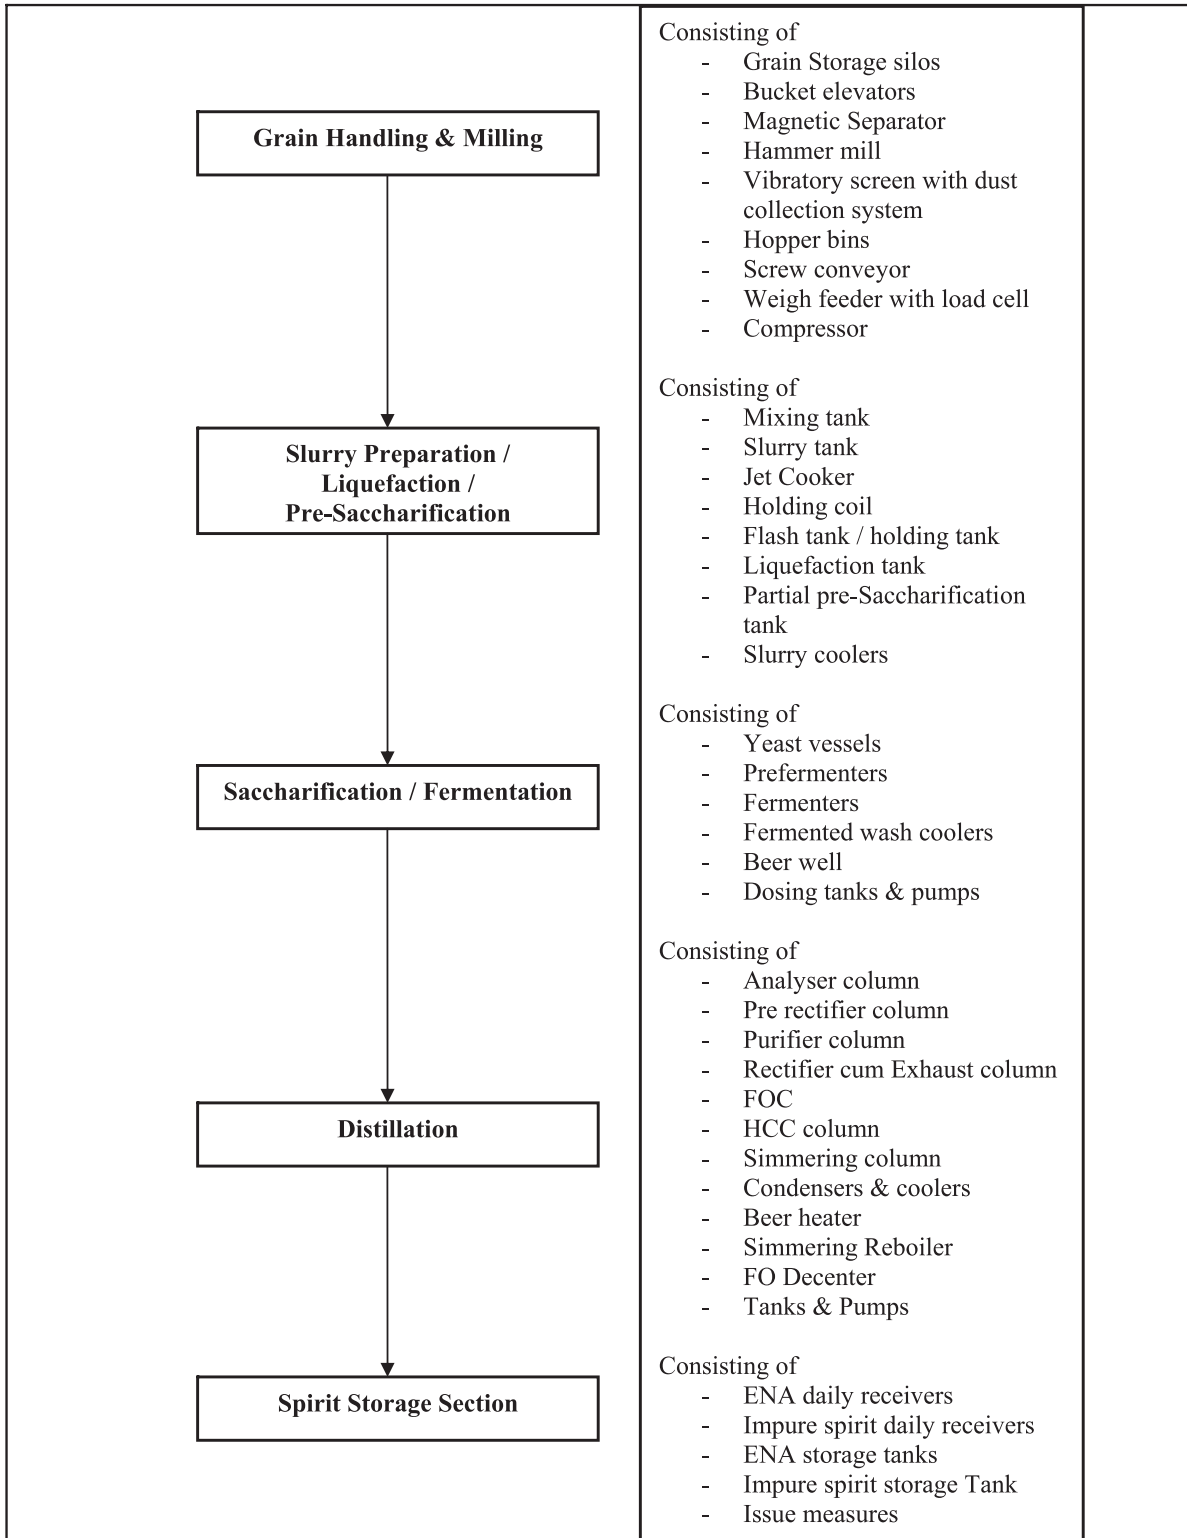 Grain Handling & Milling
Consisting of
- Grain Storage silos
- Bucket elevators
- Magnetic Separator
- Hammer mill
- Vibratory screen with dust
collection system
- Hopper bins
- Screw conveyor
- Weigh feeder with load cell
- Compressor
Slurry Preparation /
Liquefaction /
Pre-Saccharification
Consisting of
- Mixing tank
- Slurry tank
- Jet Cooker
- Holding coil
- Flash tank / holding tank
- Liquefaction tank
- Partial pre-Saccharification
tank
- Slurry coolers
Saccharification / Fermentation
Consisting of
- Yeast vessels
- Prefermenters
- Fermenters
- Fermented wash coolers
- Beer well
- Dosing tanks & pumps
Distillation
Consisting of
- Analyser column
- Pre rectifier column
- Purifier column
- Rectifier cum Exhaust column
- FOC
- HCC column
- Simmering column
- Condensers & coolers
- Beer heater
- Simmering Reboiler
- FO Decenter
- Tanks & Pumps
Spirit Storage Section
Consisting of
- ENA daily receivers
- Impure spirit daily receivers
- ENA storage tanks
- Impure spirit storage Tank
- Issue measures